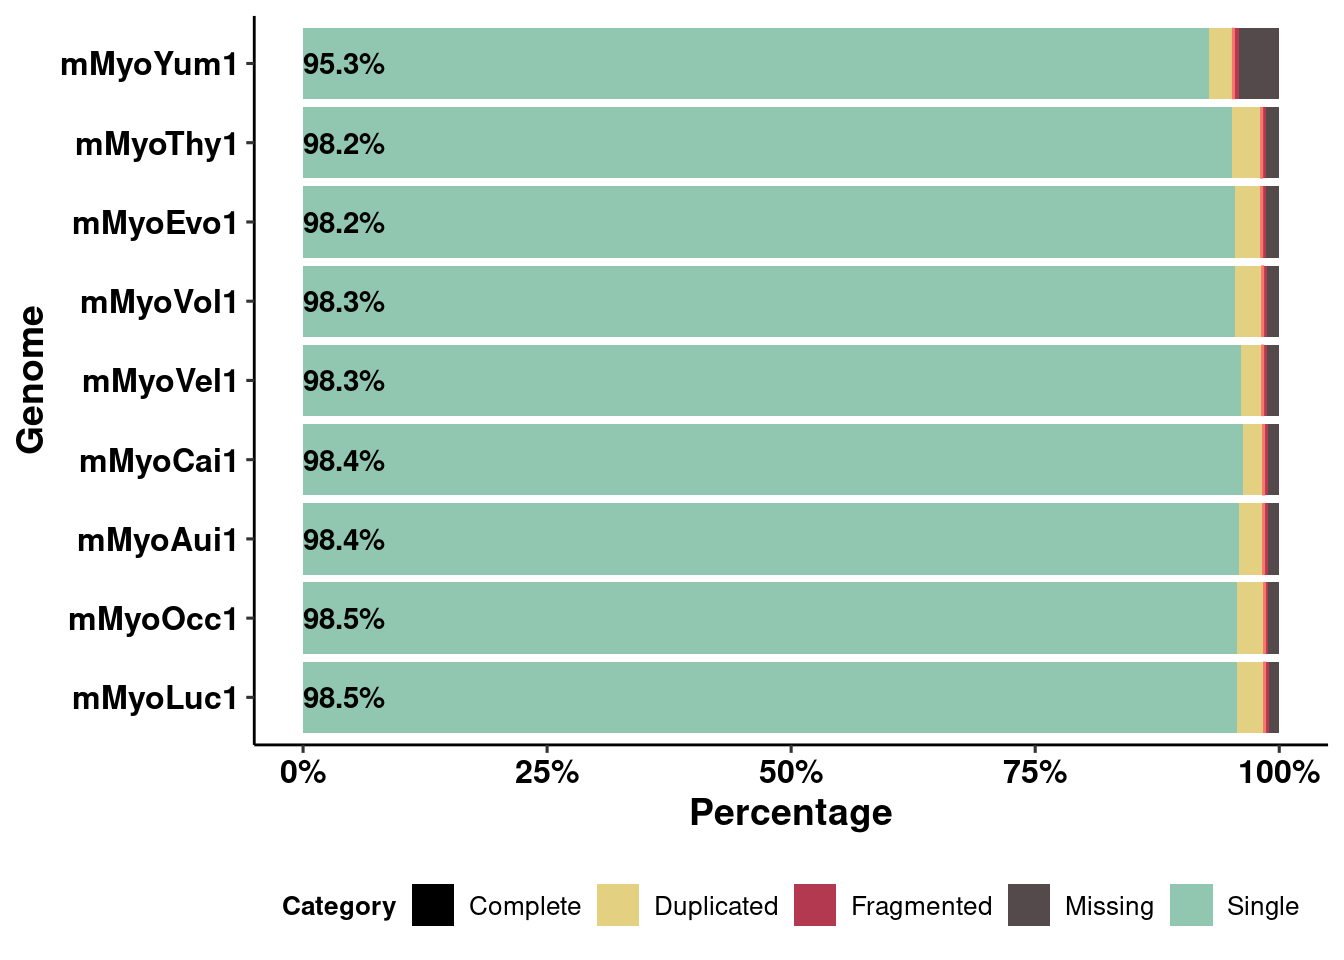 Genome
mMyoYum1 95.3%
mMyoThy1 98.2%
mMyoEvo1 98.2%
mMyoVol1 98.3%
mMyoVel1 98.3%
mMyoCai1 98.4%
mMyoAui1 98.4%
mMyoOcc1 98.5%
mMyoLuc1 98.5%
0% 25% 50% 75% 100%
Percentage
Category Complete Duplicated Fragmented Missing Single